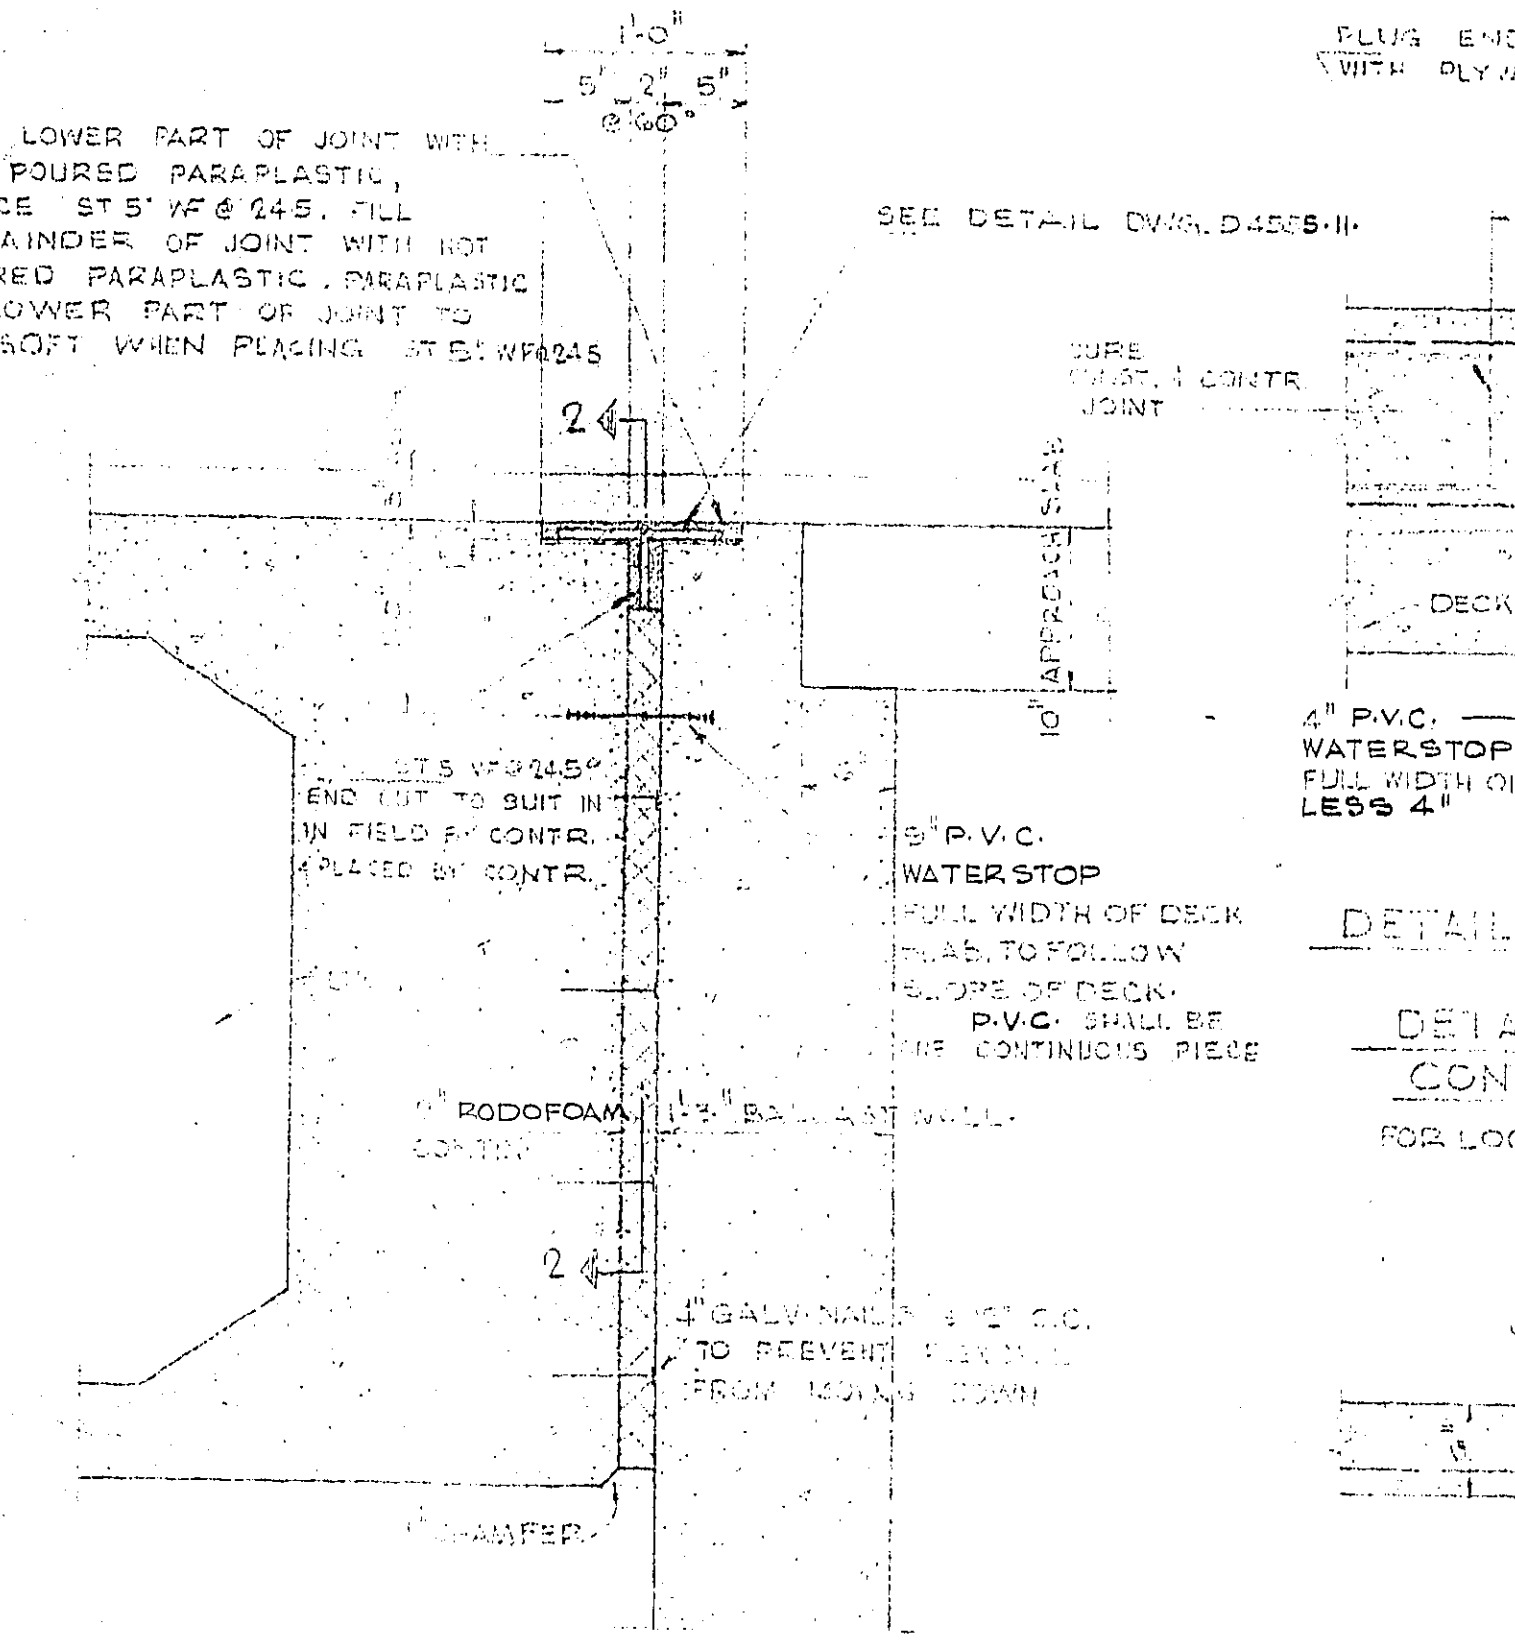 1'-0"
5" 2" 5"
@ 60°
LOWER PART OF JOINT WITH
POURED PARAPLASTIC,
CE ST 5" WF @ 24.5. FILL
AINDER OF JOINT WITH HOT
RED PARAPLASTIC. PARAPLASTIC
LOWER PART OF JOINT TO
SOFT WHEN PLACING ST 5" WF @ 24.5
PLUG END
WITH PLYW
SEE DETAIL DWG.
CONTR.
JOINT
2
10" APPROACH SLAB
DECK
4" P.V.C.
WATERSTOP
FULL WIDTH OF
LESS 4"
ST 5 WF @ 24.5
END CUT TO SUIT IN
IN FIELD BY CONTR.
& PLACED BY CONTR.
6"
9" P.V.C.
WATERSTOP
FULL WIDTH OF DECK
SLAB, TO FOLLOW
SLOPE OF DECK.
P.V.C. SHALL BE
ONE CONTINUOUS PIECE
DETAIL
DETA
CON
FOR LOC
RODOFOAM
1'-3" BALLAST WALL.
2
4" GALV. NAILS @ 12" C.C.
TO PREVENT
FROM MOVING DOWN
CHAMFER